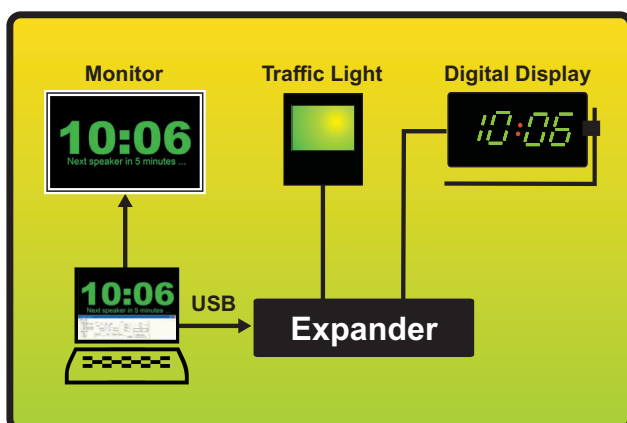 Monitor
Traffic Light
Digital Display
10:06
Next speaker in 5 minutes ...
10:06
10:06
Next speaker in 5 minutes ...
USB
Expander